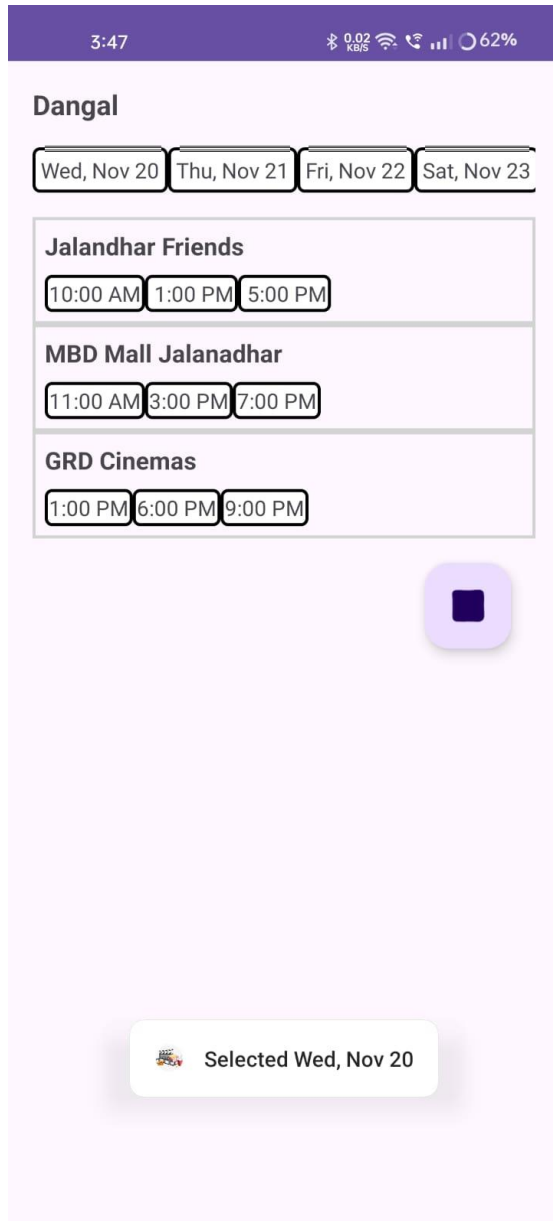 3:47 0.02 KB/S 62%
Dangal
Wed, Nov 20 Thu, Nov 21 Fri, Nov 22 Sat, Nov 23
Jalandhar Friends
10:00 AM 1:00 PM 5:00 PM
MBD Mall Jalanadhar
11:00 AM 3:00 PM 7:00 PM
GRD Cinemas
1:00 PM 6:00 PM 9:00 PM
Selected Wed, Nov 20